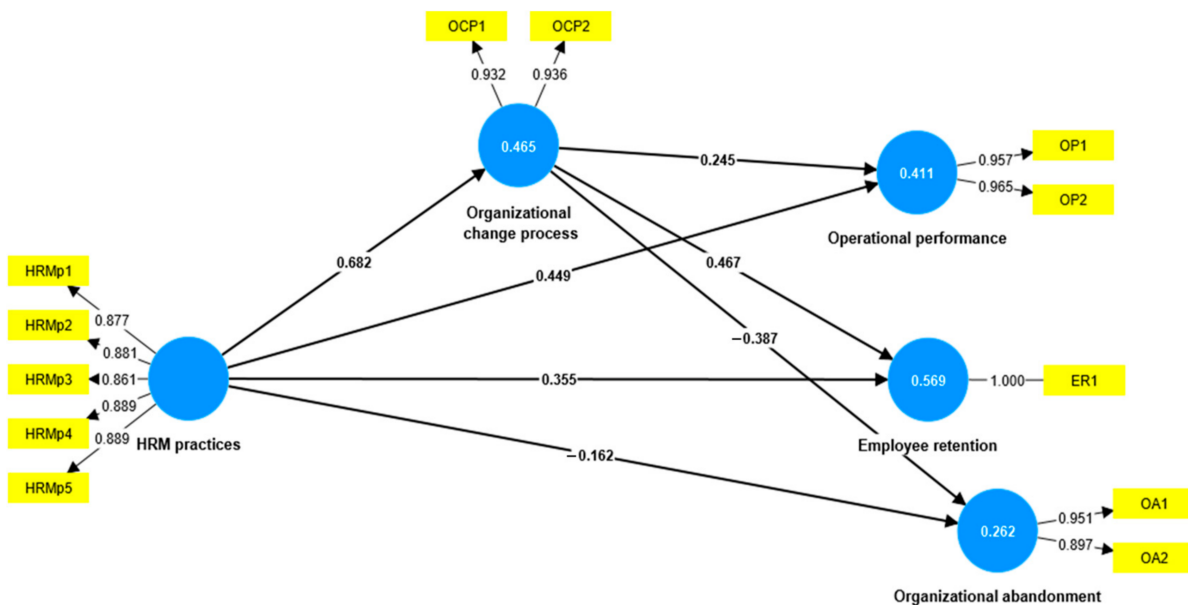 OCP1
OCP2
0.932
0.936
0.465
Organizational
change process
0.245
0.411
Operational performance
0.957
0.965
OP1
OP2
0.682
0.449
0.467
−0.387
HRMp1
HRMp2
HRMp3
HRMp4
HRMp5
0.877
0.881
0.861
0.889
0.889
HRM practices
0.355
0.569
1.000
ER1
Employee retention
−0.162
0.262
0.951
0.897
OA1
OA2
Organizational abandonment